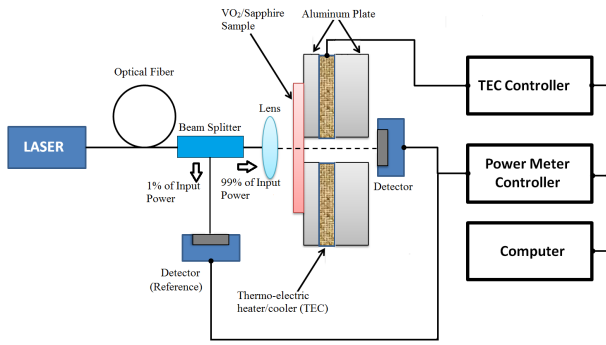 VO₂/Sapphire
Sample
Aluminum Plate
Optical Fiber
TEC Controller
Lens
LASER
Beam Splitter
Power Meter
Controller
1% of Input
Power
99% of Input
Power
Detector
Computer
Detector
(Reference)
Thermo-electric
heater/cooler (TEC)